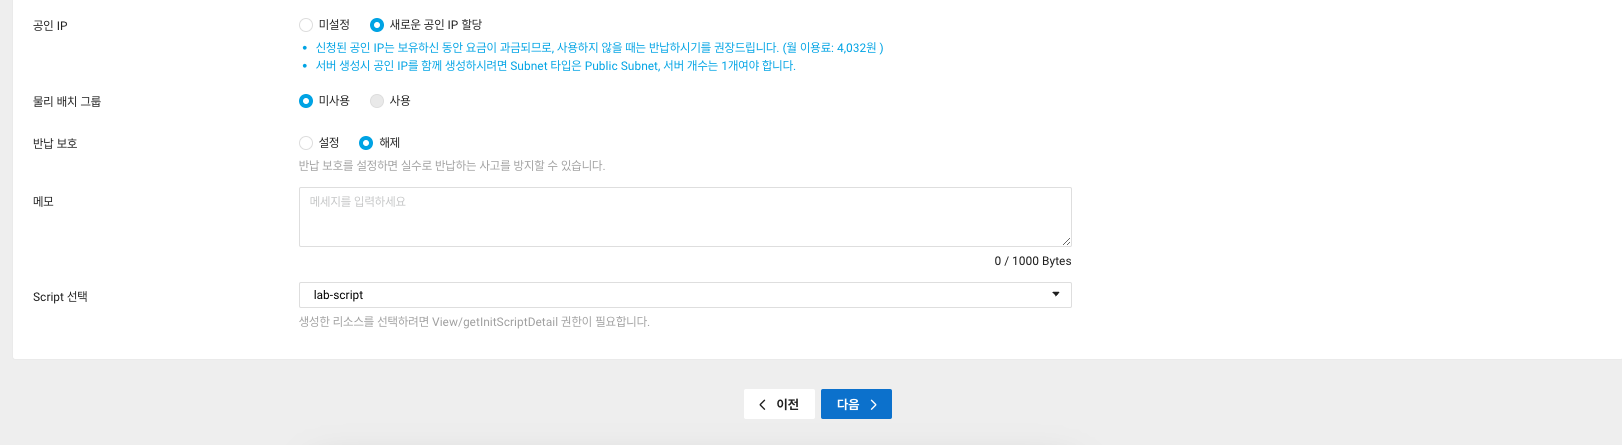 공인 IP
미설정 새로운 공인 IP 할당
신청된 공인 IP는 보유하신 동안 요금이 과금되므로, 사용하지 않을 때는 반납하시기를 권장드립니다. (월 이용료: 4,032원 )
서버 생성시 공인 IP를 함께 생성하시려면 Subnet 타입은 Public Subnet, 서버 개수는 1개여야 합니다.
물리 배치 그룹
미사용 사용
반납 보호
설정 해제
반납 보호를 설정하면 실수로 반납하는 사고를 방지할 수 있습니다.
메모
메세지를 입력하세요
0 / 1000 Bytes
Script 선택
lab-script
생성한 리소스를 선택하려면 View/getInitScriptDetail 권한이 필요합니다.
이전 다음